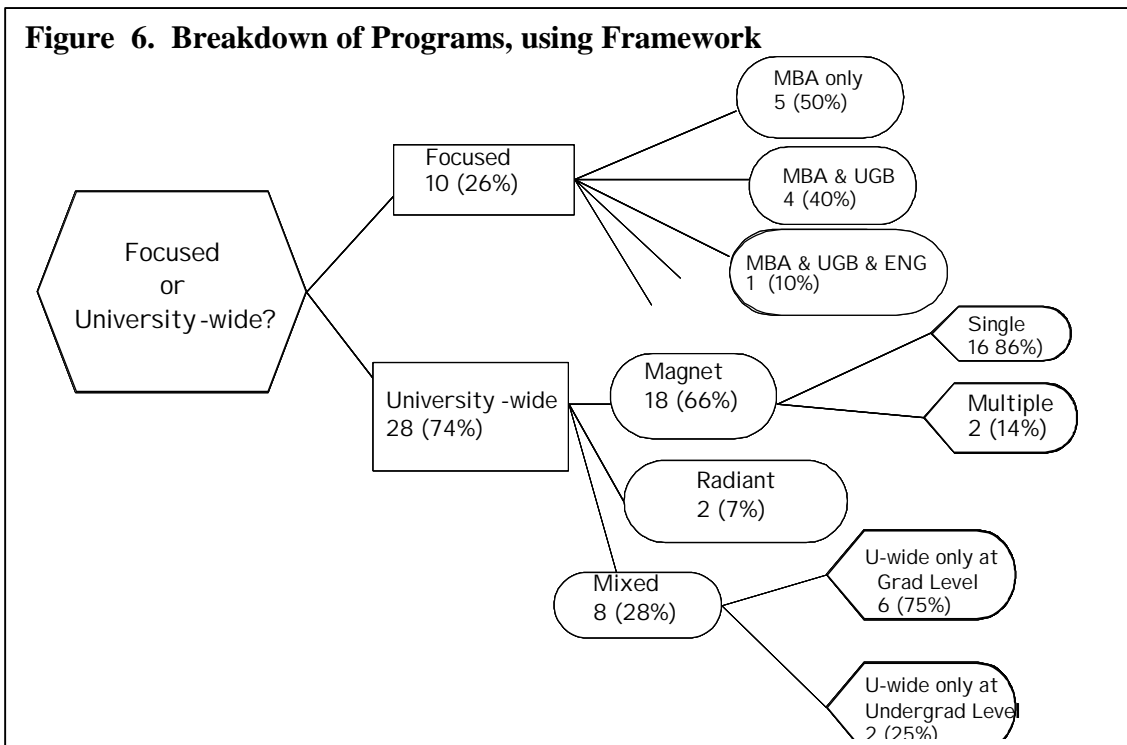 Figure 6. Breakdown of Programs, using Framework
MBA only
5 (50%)
Focused
10 (26%)
MBA & UGB
4 (40%)
Focused
or
University-wide?
MBA & UGB & ENG
1 (10%)
Single
16 86%)
Magnet
18 (66%)
University-wide
28 (74%)
Multiple
2 (14%)
Radiant
2 (7%)
U-wide only at
Grad Level
6 (75%)
Mixed
8 (28%)
U-wide only at
Undergrad Level
2 (25%)